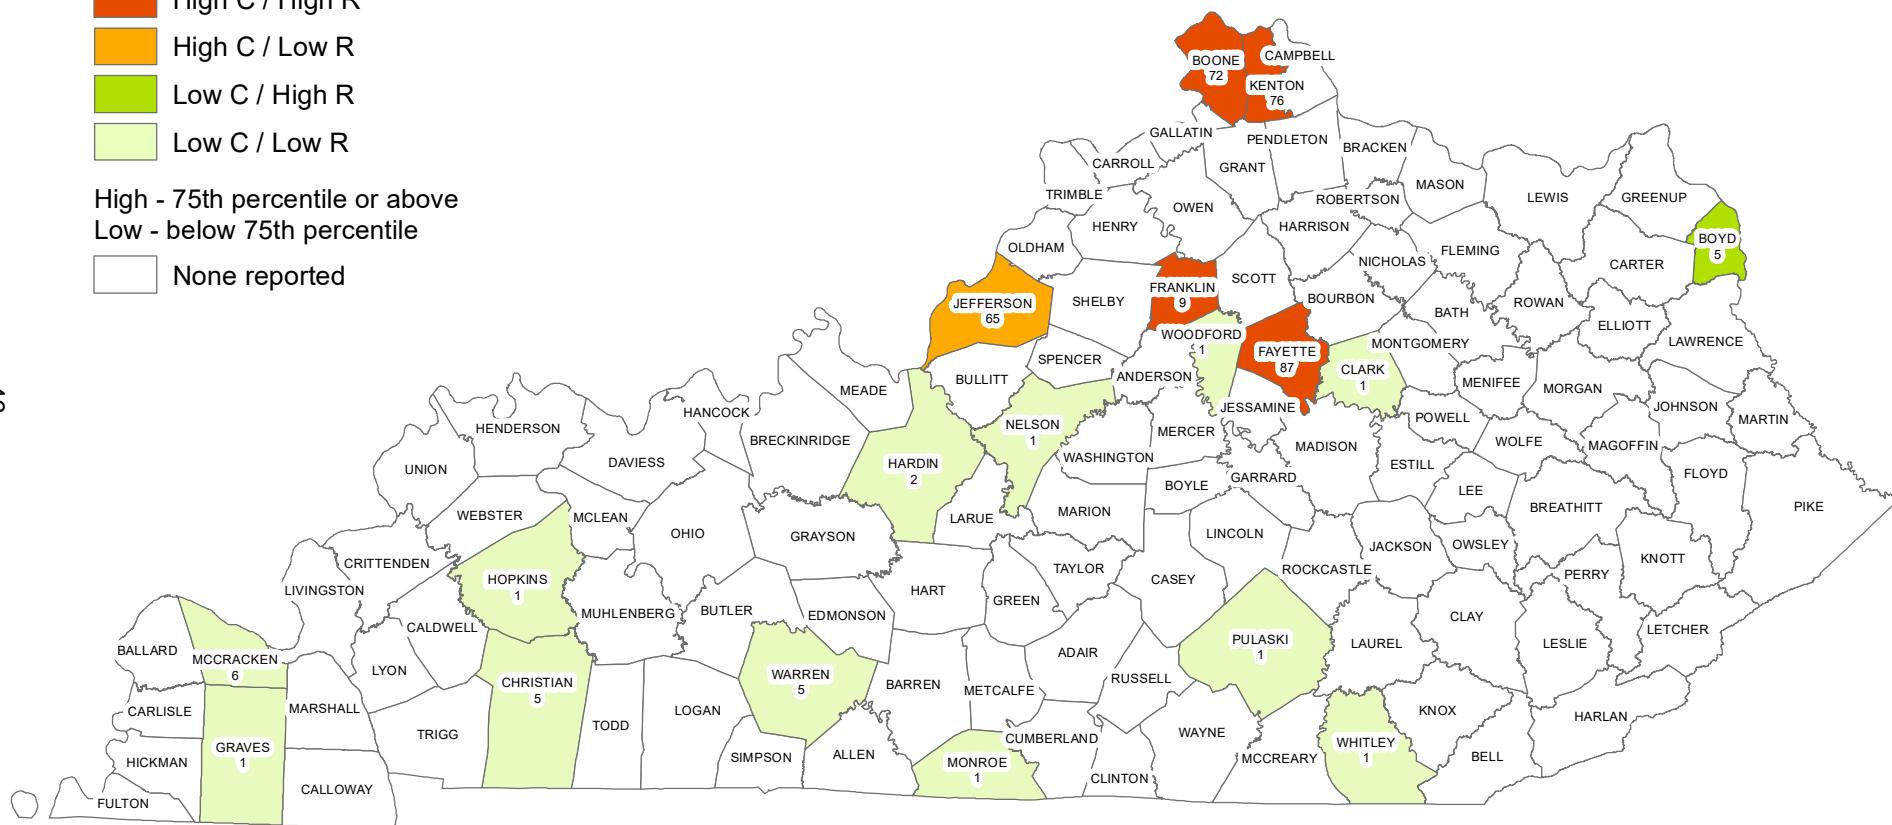 High C / High R
High C / Low R
Low C / High R
Low C / Low R
High - 75th percentile or above
Low - below 75th percentile
None reported
BOONE
72
CAMPBELL
KENTON
76
GALLATIN
PENDLETON
BRACKEN
CARROLL
GRANT
MASON
TRIMBLE
ROBERTSON
LEWIS
GREENUP
OWEN
HENRY
HARRISON
OLDHAM
FLEMING
BOYD
5
NICHOLAS
CARTER
SCOTT
FRANKLIN
9
SHELBY
JEFFERSON
65
BOURBON
ROWAN
BATH
ELLIOTT
WOODFORD
1
MONTGOMERY
LAWRENCE
FAYETTE
87
SPENCER
CLARK
1
ANDERSON
BULLITT
MENIFEE
MORGAN
MEADE
JESSAMINE
JOHNSON
HANCOCK
POWELL
MARTIN
NELSON
1
HENDERSON
MERCER
BRECKINRIDGE
MADISON
WOLFE
MAGOFFIN
WASHINGTON
DAVIESS
HARDIN
2
ESTILL
UNION
FLOYD
GARRARD
BOYLE
LEE
PIKE
BREATHITT
MARION
LARUE
WEBSTER
MCLEAN
OHIO
LINCOLN
GRAYSON
JACKSON
OWSLEY
KNOTT
CRITTENDEN
TAYLOR
ROCKCASTLE
PERRY
HOPKINS
1
CASEY
LIVINGSTON
HART
GREEN
BUTLER
MUHLENBERG
EDMONSON
CLAY
CALDWELL
LETCHER
PULASKI
1
LAUREL
LESLIE
BALLARD
MCCRACKEN
6
ADAIR
LYON
WARREN
5
RUSSELL
CHRISTIAN
5
BARREN
METCALFE
CARLISLE
MARSHALL
LOGAN
KNOX
HARLAN
TODD
WAYNE
TRIGG
CUMBERLAND
WHITLEY
1
GRAVES
1
ALLEN
SIMPSON
MCCREARY
BELL
HICKMAN
MONROE
1
CLINTON
CALLOWAY
FULTON